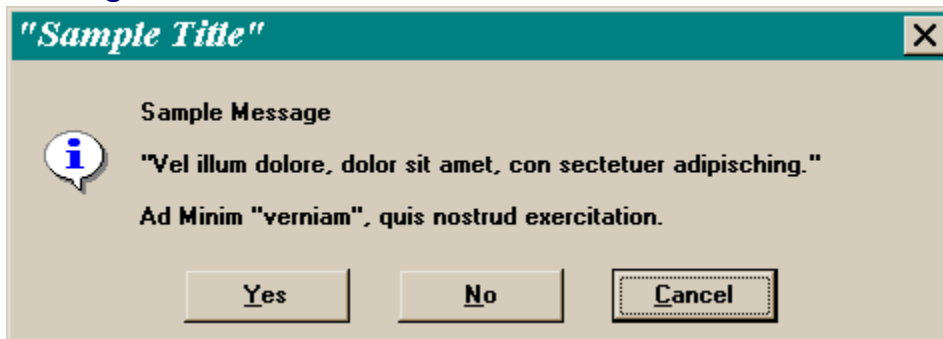 "Sample Title"
Sample Message
"Vel illum dolore, dolor sit amet, con sectetuer adipisching."
Ad Minim "verniam", quis nostrud exercitation.
Yes No Cancel